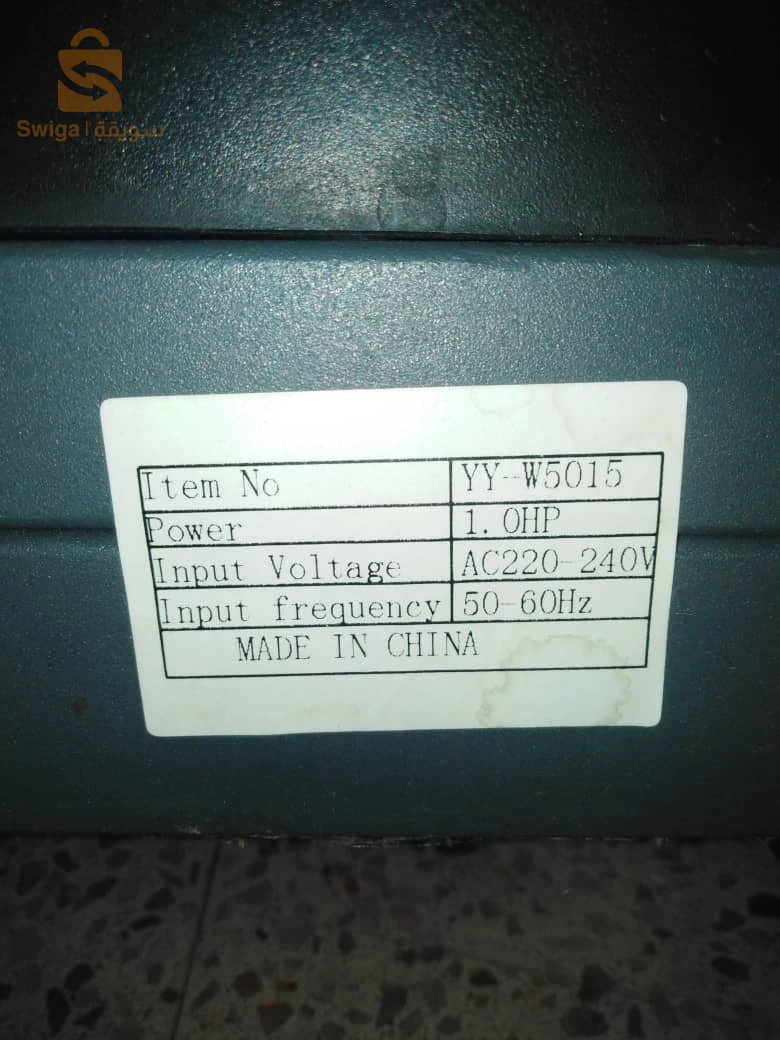 Swiga | سويقة
Item No YY-W5015
Power 1.0HP
Input Voltage AC220-240V
Input frequency 50-60Hz
MADE IN CHINA